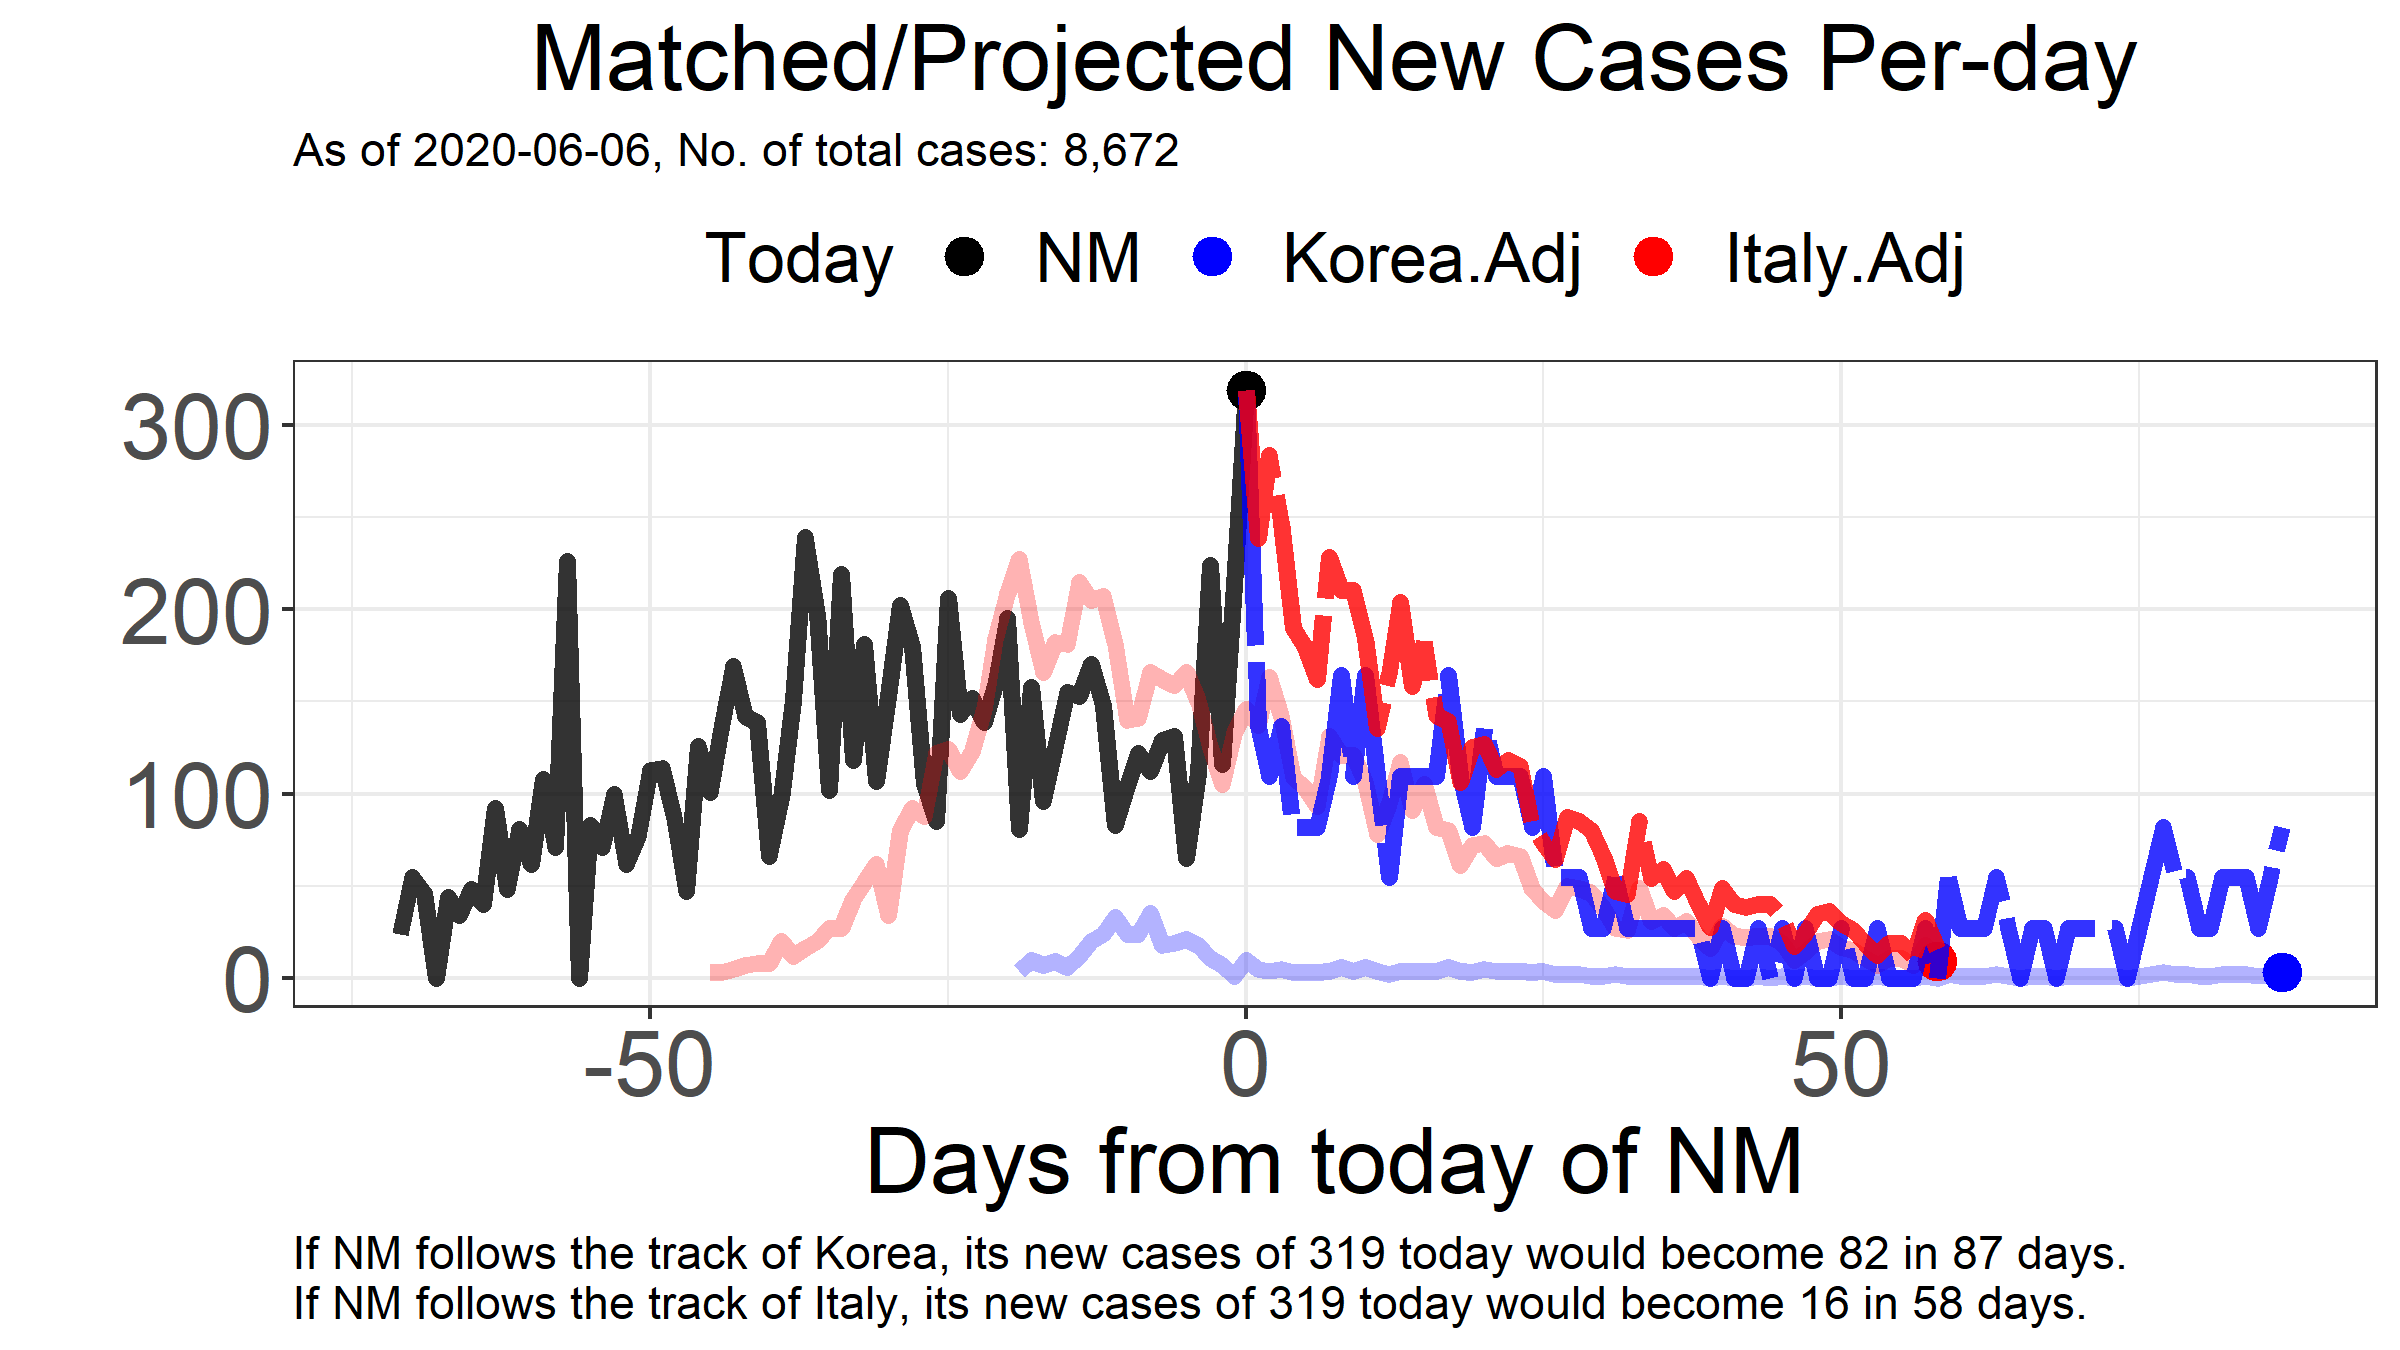 Matched/Projected New Cases Per-day
As of 2020-06-06, No. of total cases: 8,672
Today NM Korea.Adj Italy.Adj
300
200
100
0
-50 0 50
Days from today of NM
If NM follows the track of Korea, its new cases of 319 today would become 82 in 87 days.
If NM follows the track of Italy, its new cases of 319 today would become 16 in 58 days.